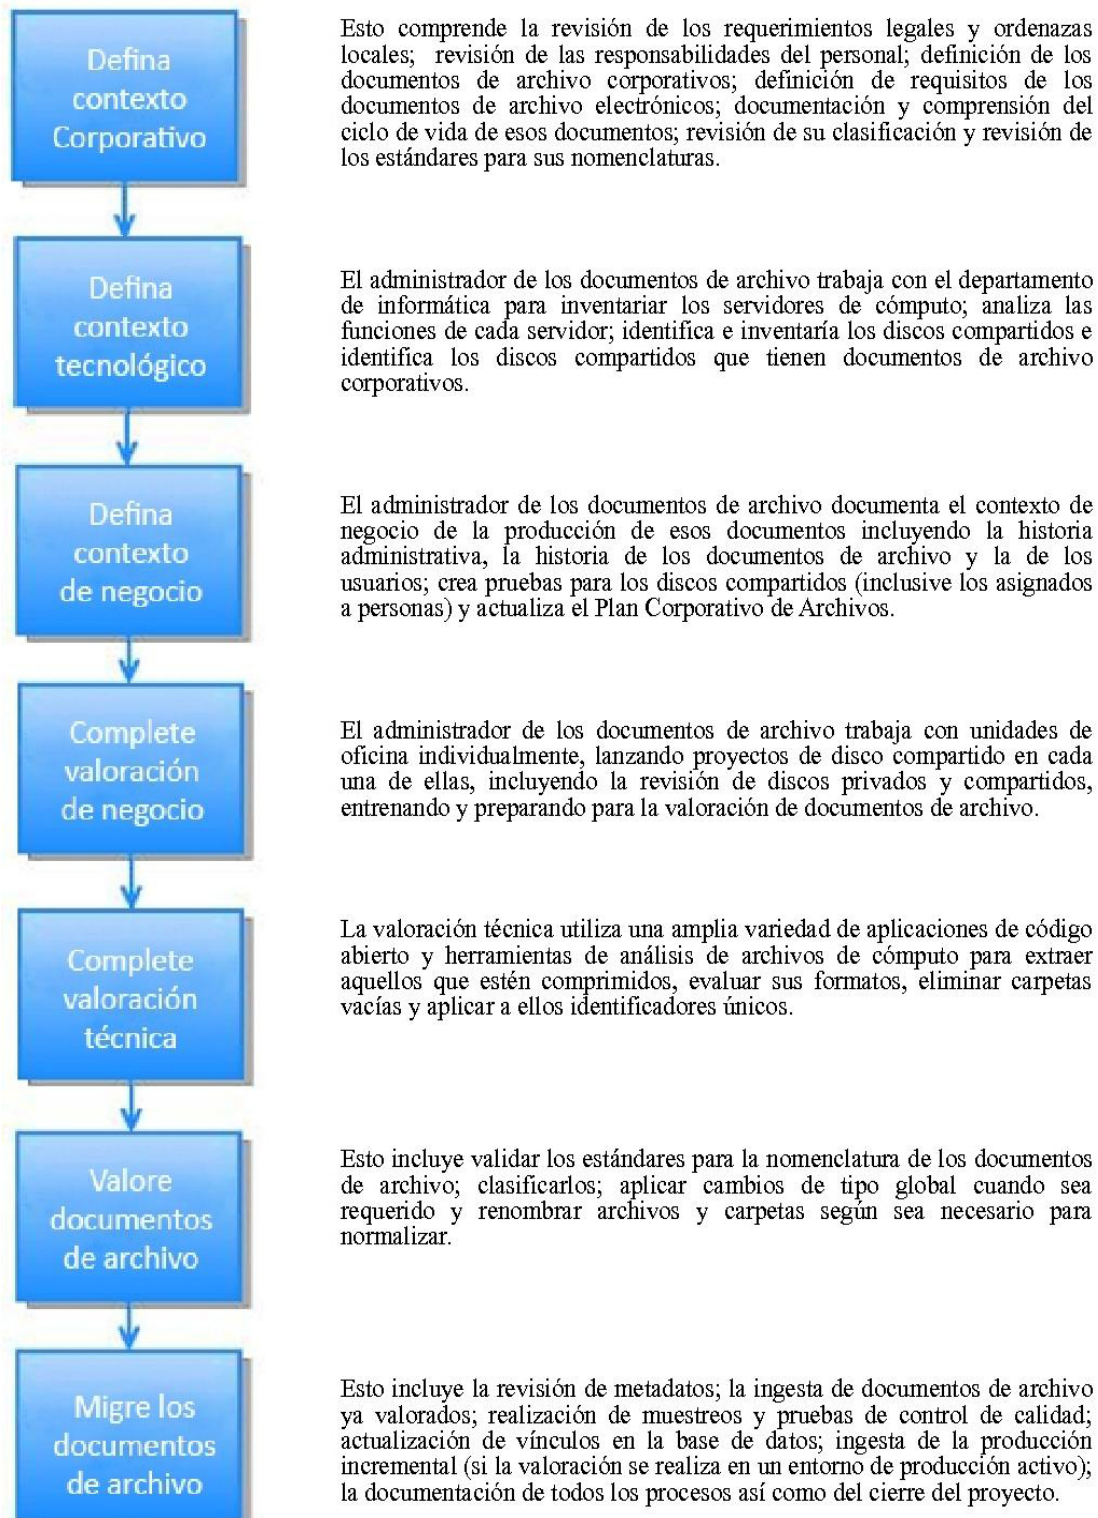 Defina
contexto
Corporativo
Esto comprende la revisión de los requerimientos legales y ordenazas
locales; revisión de las responsabilidades del personal; definición de los
documentos de archivo corporativos; definición de requisitos de los
documentos de archivo electrónicos; documentación y comprensión del
ciclo de vida de esos documentos; revisión de su clasificación y revisión de
los estándares para sus nomenclaturas.
Defina
contexto
tecnológico
El administrador de los documentos de archivo trabaja con el departamento
de informática para inventariar los servidores de cómputo; analiza las
funciones de cada servidor; identifica e inventaría los discos compartidos e
identifica los discos compartidos que tienen documentos de archivo
corporativos.
Defina
contexto
de negocio
El administrador de los documentos de archivo documenta el contexto de
negocio de la producción de esos documentos incluyendo la historia
administrativa, la historia de los documentos de archivo y la de los
usuarios; crea pruebas para los discos compartidos (inclusive los asignados
a personas) y actualiza el Plan Corporativo de Archivos.
Complete
valoración
de negocio
El administrador de los documentos de archivo trabaja con unidades de
oficina individualmente, lanzando proyectos de disco compartido en cada
una de ellas, incluyendo la revisión de discos privados y compartidos,
entrenando y preparando para la valoración de documentos de archivo.
Complete
valoración
técnica
La valoración técnica utiliza una amplia variedad de aplicaciones de código
abierto y herramientas de análisis de archivos de cómputo para extraer
aquellos que estén comprimidos, evaluar sus formatos, eliminar carpetas
vacías y aplicar a ellos identificadores únicos.
Valore
documentos
de archivo
Esto incluye validar los estándares para la nomenclatura de los documentos
de archivo; clasificarlos; aplicar cambios de tipo global cuando sea
requerido y renombrar archivos y carpetas según sea necesario para
normalizar.
Migre los
documentos
de archivo
Esto incluye la revisión de metadatos; la ingesta de documentos de archivo
ya valorados; realización de muestreos y pruebas de control de calidad;
actualización de vínculos en la base de datos; ingesta de la producción
incremental (si la valoración se realiza en un entorno de producción activo);
la documentación de todos los procesos así como del cierre del proyecto.